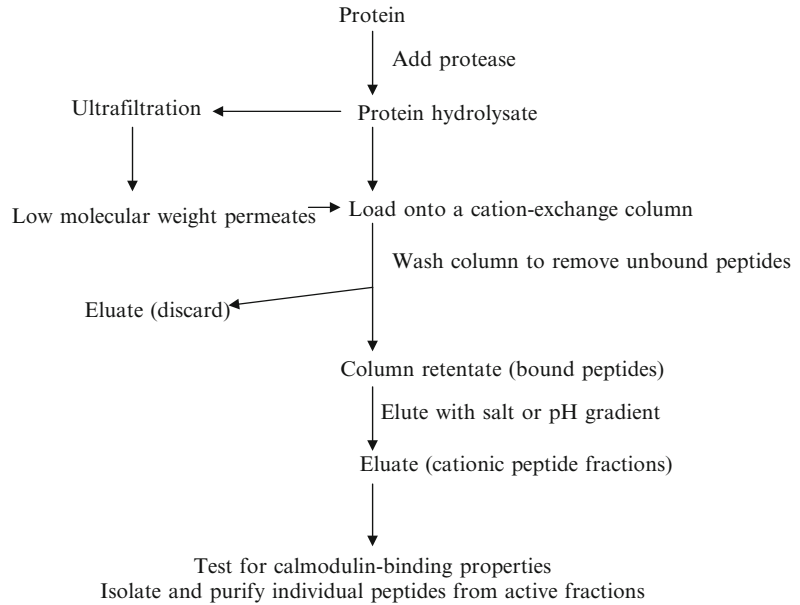 Protein
Add protease
Ultrafiltration
Protein hydrolysate
Low molecular weight permeates
Load onto a cation-exchange column
Wash column to remove unbound peptides
Eluate (discard)
Column retentate (bound peptides)
Elute with salt or pH gradient
Eluate (cationic peptide fractions)
Test for calmodulin-binding properties
Isolate and purify individual peptides from active fractions